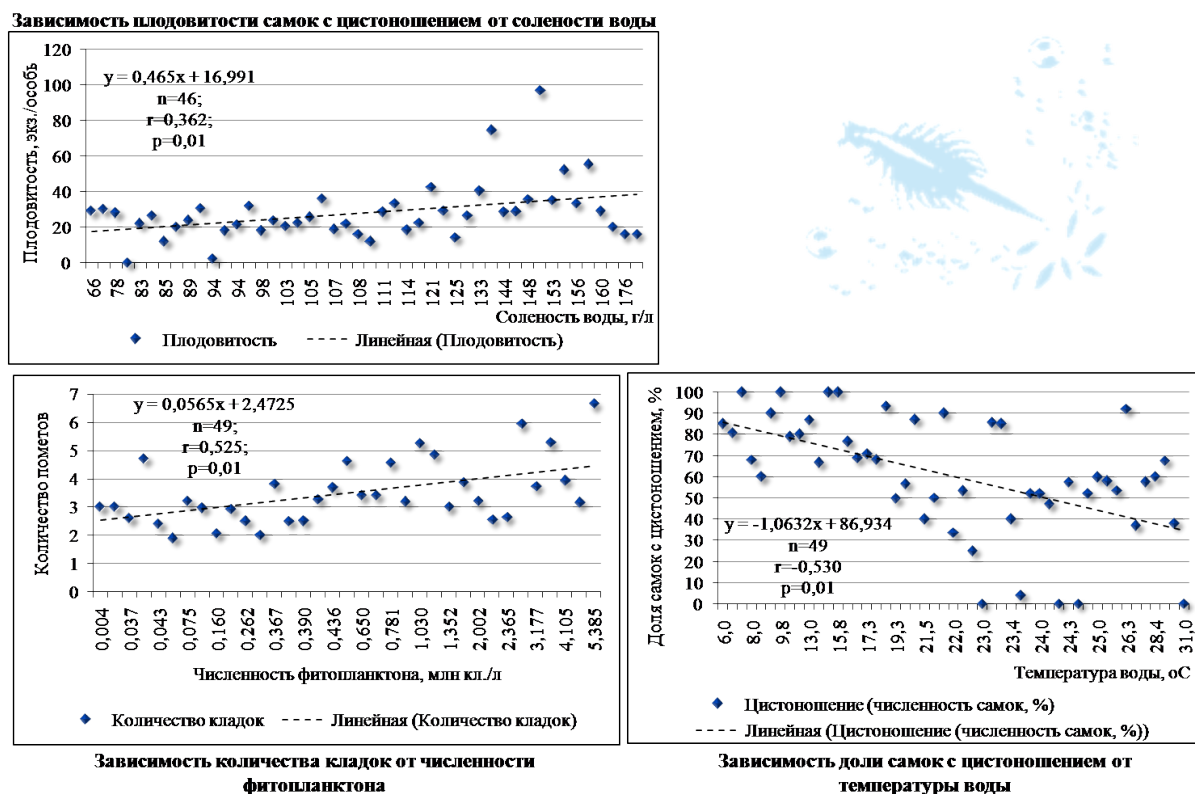 Зависимость плодовитости самок с цистоношением от солености воды
Плодовитость, экз./особь
120
100
80
60
40
20
0
y = 0,465x + 16,991
n=46;
r=0,362;
p=0,01
66 78 83 85 89 91 94 94 98 100 103 105 107 108 111 114 121 125 133 144 148 153 156 160 176
Соленость воды, г/л
Плодовитость
Линейная (Плодовитость)
Количество пометов
7
6
5
4
3
2
1
0
y = 0,0565x + 2,4725
n=49;
r=0,525;
p=0,01
0,004 0,037 0,043 0,075 0,160 0,262 0,367 0,390 0,436 0,650 0,781 1,030 1,352 2,002 2,365 3,177 4,105 5,385
Численность фитопланктона, млн кл./л
Количество кладок
Линейная (Количество кладок)
Зависимость количества кладок от численности
фитопланктона
Доля самок с цистоношением, %
100
90
80
70
60
50
40
30
20
10
0
y = -1,0632x + 86,934
n=49
r=-0,530
p=0,01
6,0 8,0 9,8 13,0 15,8 17,3 19,3 21,5 22,0 23,0 23,4 24,0 24,3 25,0 26,3 28,4 31,0
Температура воды, оС
Цистоношение (численность самок, %)
Линейная (Цистоношение (численность самок, %))
Зависимость доли самок с цистоношением от
температуры воды